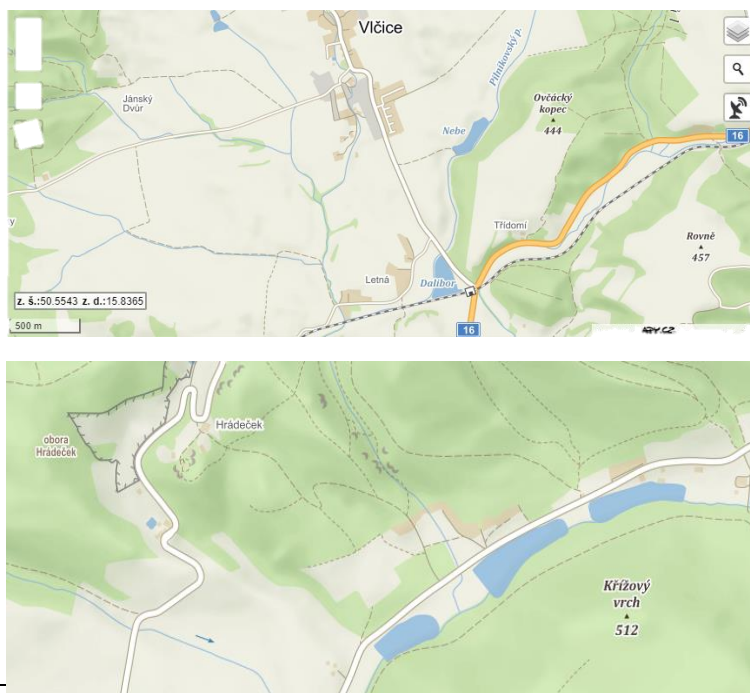 Vlčice
Pilníkovský p.
Jánský
Dvůr
Ovčácký
kopec
444
Nebe
16
y
Třídomí
Rovně
457
Letná
Dalibor
z. š.:50.5543 z. d.:15.8365
500 m
16
Hrádeček
obora
Hrádeček
Křížový
vrch
512